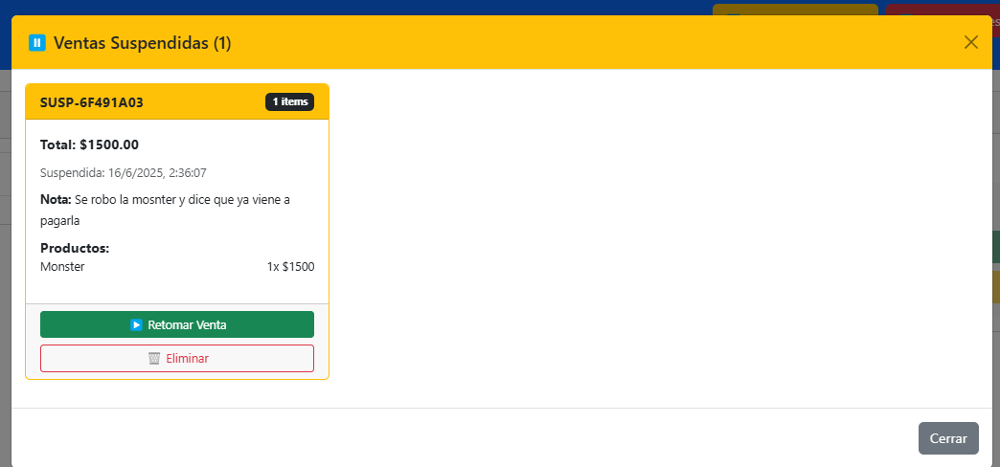 Ventas Suspendidas (1)
SUSP-6F491A03
1 items
Total: $1500.00
Suspendida: 16/6/2025, 2:36:07
Nota: Se robo la mosnter y dice que ya viene a
pagarla
Productos:
Monster 1x $1500
Retomar Venta
Eliminar
Cerrar